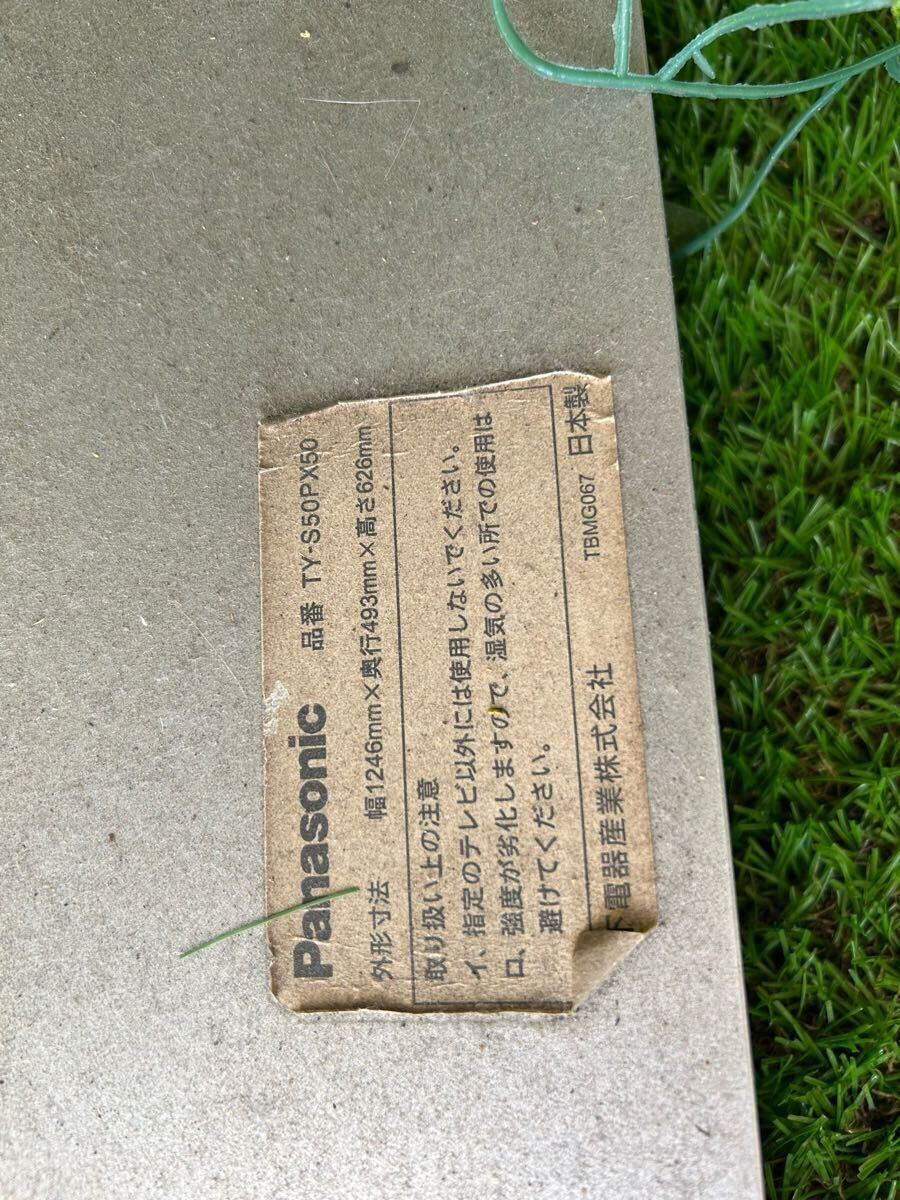 Panasonic 品番 TY-S50PX50
外形寸法 幅1246mm×奥行493mm×高さ626mm
取り扱い上の注意
イ、指定のテレビ以外には使用しないでください。
ロ、強度が劣化しますので、湿気の多い所での使用は
避けてください。
下電器産業株式会社 TBMG067 日本製